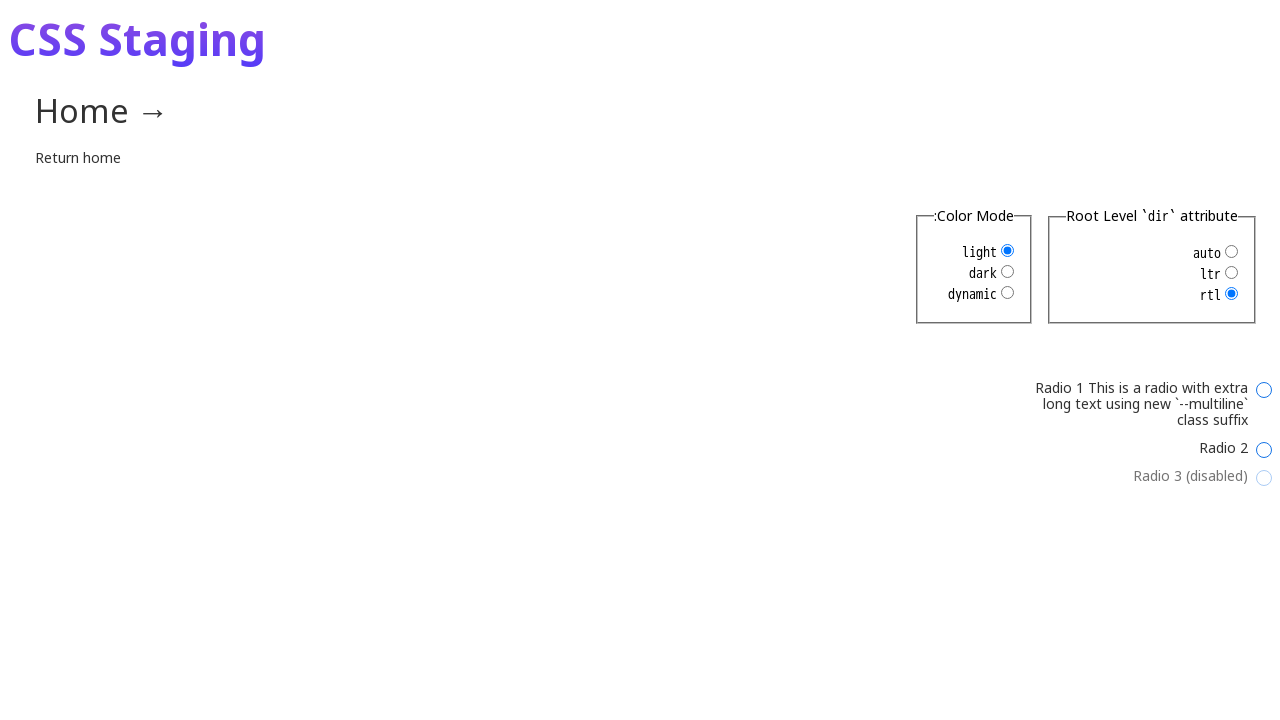 CSS Staging
Home →
Return home
Root Level `dir` attribute
auto
ltr
rtl
:Color Mode
light
dark
dynamic
Radio 1 This is a radio with extra
long text using new `--multiline`
class suffix
Radio 2
Radio 3 (disabled)